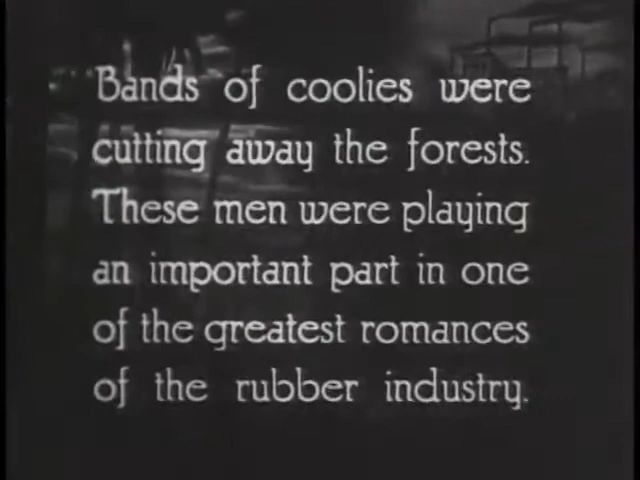 Bands of coolies were
cutting away the forests.
These men were playing
an important part in one
of the greatest romances
of the rubber industry.